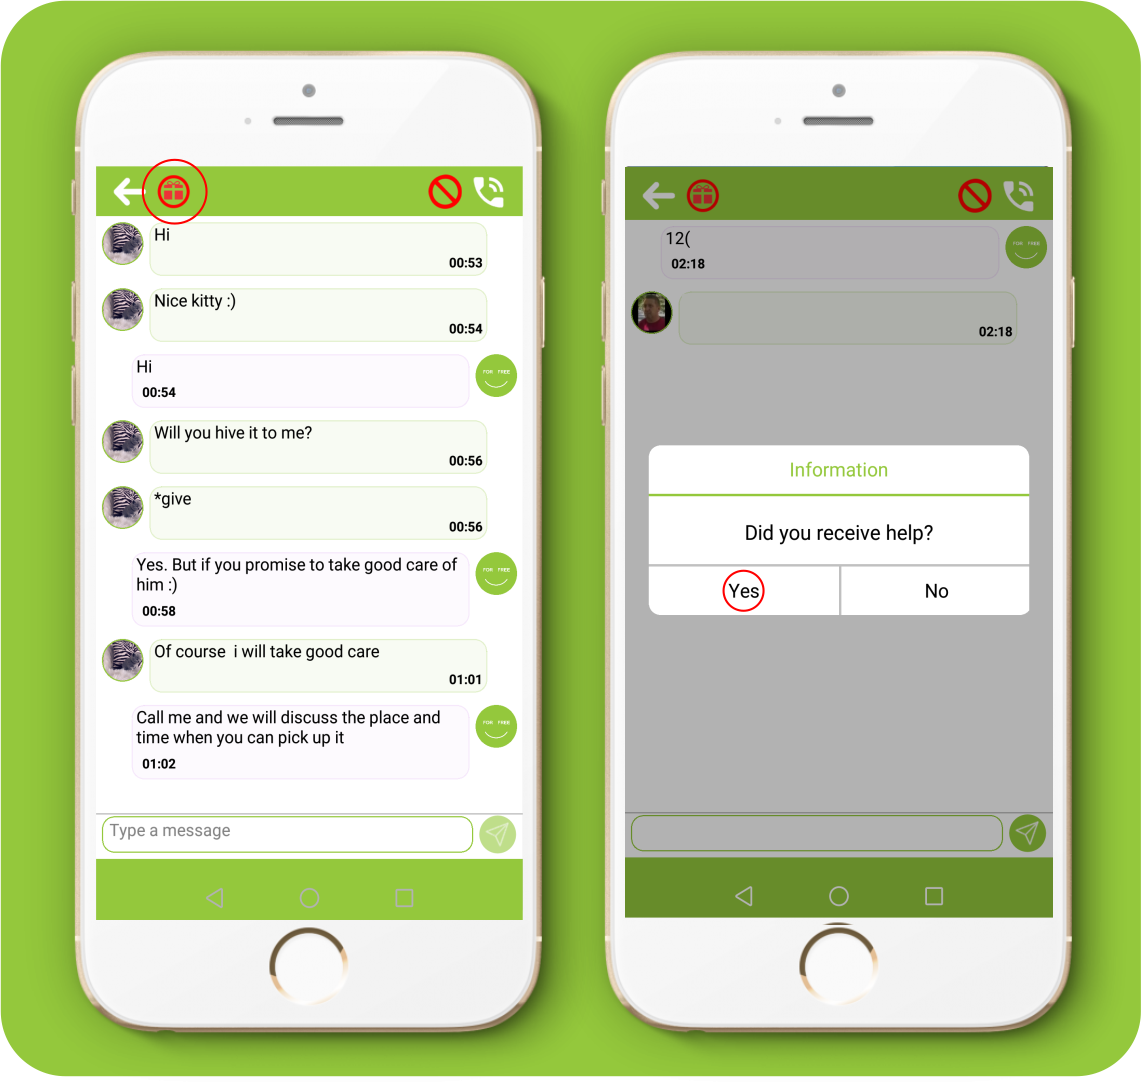 Hi
00:53
Nice kitty :)
00:54
Hi
00:54
FOR FREE
Will you hive it to me?
00:56
*give
00:56
Yes. But if you promise to take good care of
him :)
00:58
FOR FREE
Of course  i will take good care
01:01
Call me and we will discuss the place and
time when you can pick up it
01:02
FOR FREE
Type a message
12(
02:18
FOR FREE
02:18
Information
Did you receive help?
Yes
No